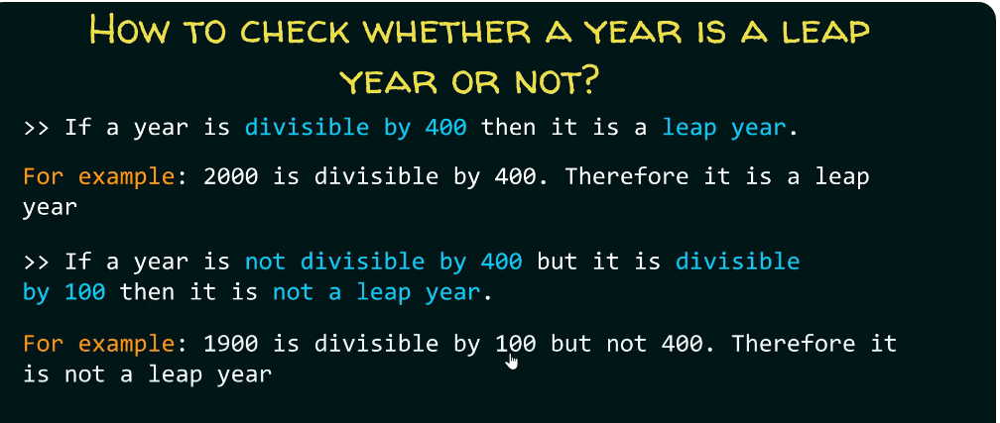 HOW TO CHECK WHETHER A YEAR IS A LEAP
YEAR OR NOT?
>> If a year is divisible by 400 then it is a leap year.
For example: 2000 is divisible by 400. Therefore it is a leap
year
>> If a year is not divisible by 400 but it is divisible
by 100 then it is not a leap year.
For example: 1900 is divisible by 100 but not 400. Therefore it
is not a leap year